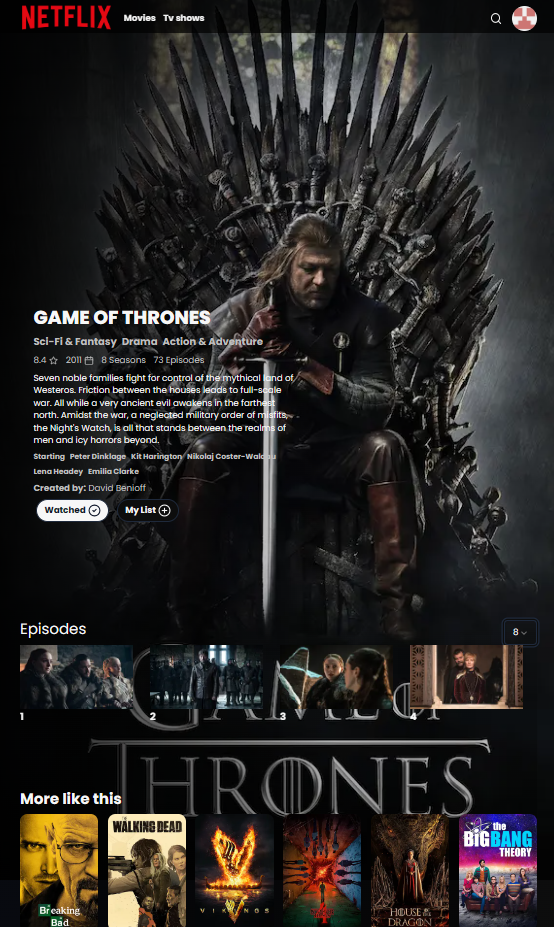 NETFLIX Movies Tv shows
GAME OF THRONES
Sci-Fi & Fantasy Drama Action & Adventure
8.4 2011 8 Seasons 73 Episodes
Seven noble families fight for control of the mythical land of
Westeros. Friction between the houses leads to full-scale
war. All while a very ancient evil awakens in the farthest
north. Amidst the war, a neglected military order of misfits,
the Night's Watch, is all that stands between the realms of
men and icy horrors beyond.
Starring Peter Dinklage Kit Harington Nikolaj Coster-Waldau
Lena Headey Emilia Clarke
Created by: David Benioff
Watched My List
Episodes 8
GAME OF
1 2 3 4
THRONES
More like this
Breaking
Bad
THE
WALKING DEAD
VIKINGS
HOUSE OF THE
DRAGON
the
BIG BANG
THEORY